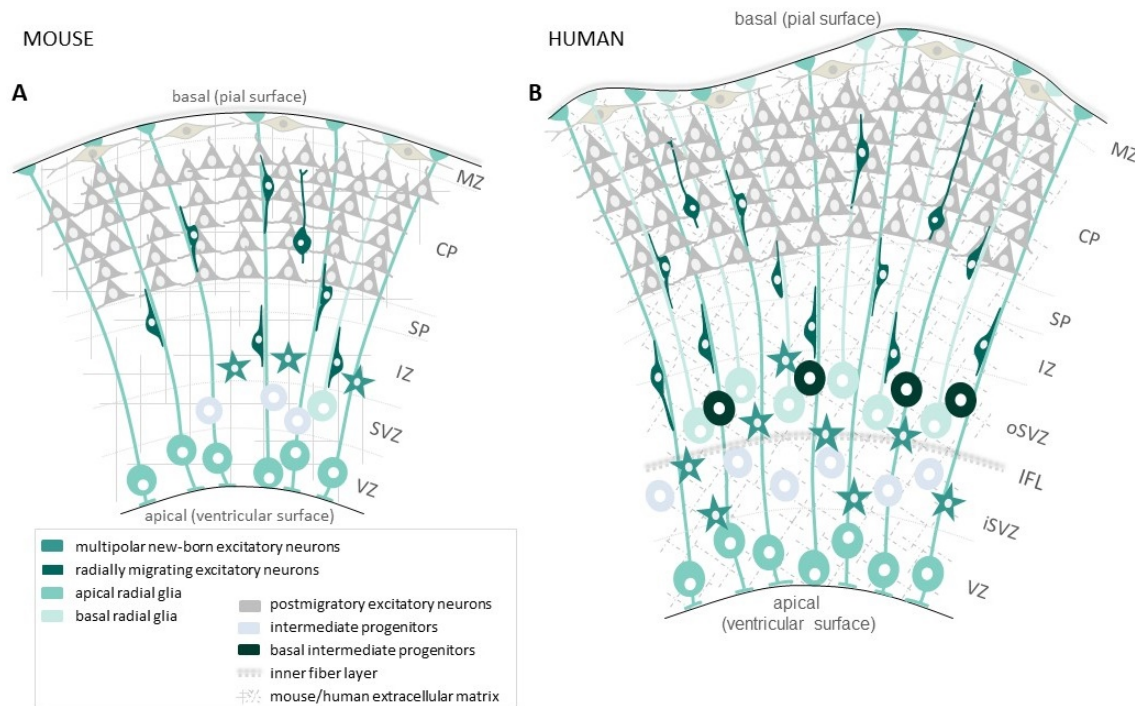 MOUSE
A
basal (pial surface)
MZ
CP
SP
IZ
SVZ
VZ
apical (ventricular surface)
HUMAN
B
basal (pial surface)
MZ
CP
SP
IZ
oSVZ
IFL
iSVZ
VZ
apical
(ventricular surface)
multipolar new-born excitatory neurons
radially migrating excitatory neurons
apical radial glia
basal radial glia
postmigratory excitatory neurons
intermediate progenitors
basal intermediate progenitors
inner fiber layer
mouse/human extracellular matrix